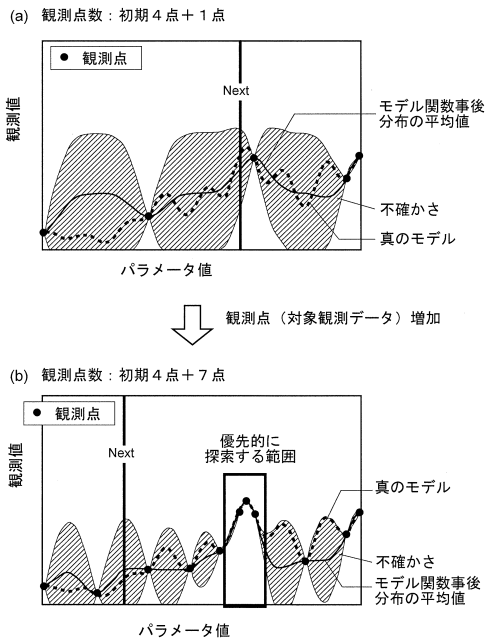 (a) 観測点数：初期４点＋１点
観測点
Next
観測値
モデル関数事後
分布の平均値
不確かさ
真のモデル
パラメータ値
観測点（対象観測データ）増加
(b) 観測点数：初期４点＋７点
観測点
Next
観測値
優先的に
探索する範囲
真のモデル
不確かさ
モデル関数事後
分布の平均値
パラメータ値